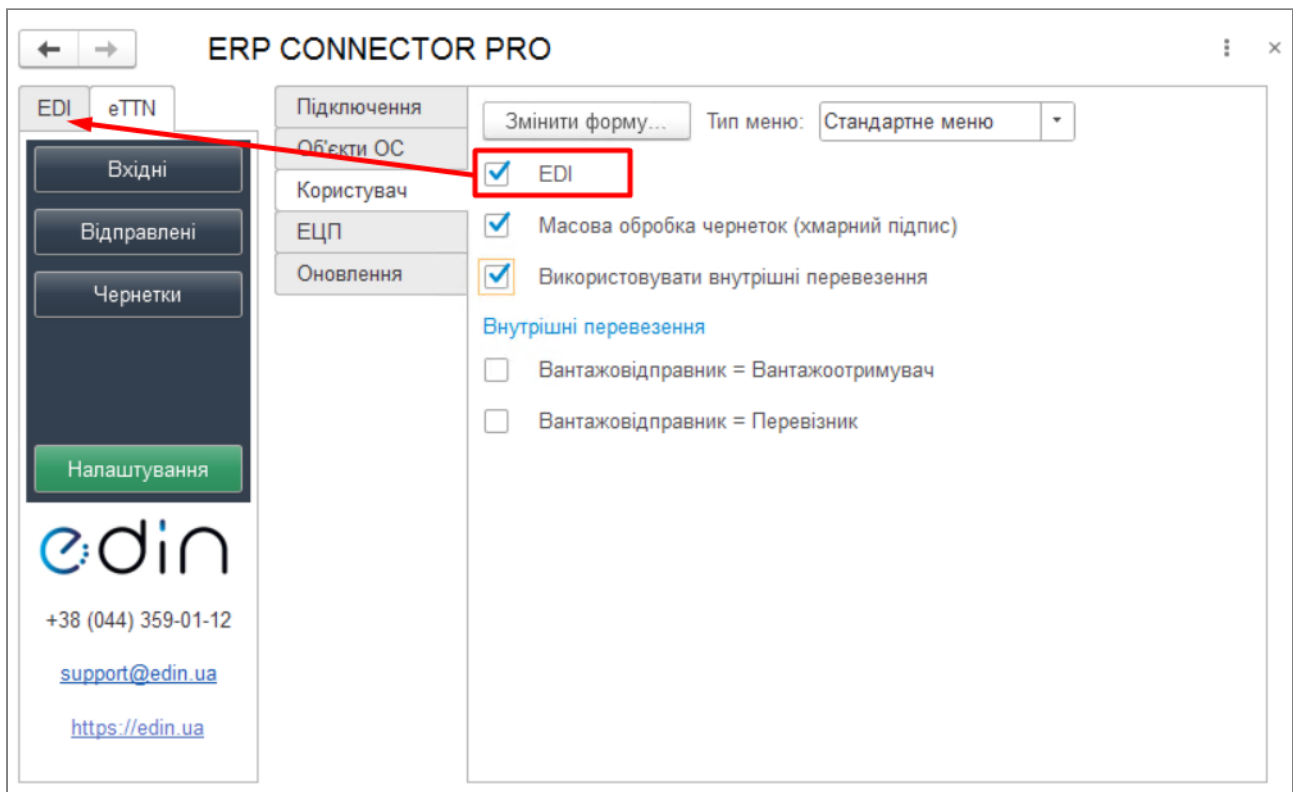 ERP CONNECTOR PRO
EDI eTTN
Вхідні
Відправлені
Чернетки
Налаштування
edin
+38 (044) 359-01-12
support@edin.ua
https://edin.ua
Підключення
Об'єкти ОС
Користувач
ЕЦП
Оновлення
Змінити форму... Тип меню: Стандартне меню
EDI
Масова обробка чернеток (хмарний підпис)
Використовувати внутрішні перевезення
Внутрішні перевезення
Вантажовідправник = Вантажоотримувач
Вантажовідправник = Перевізник